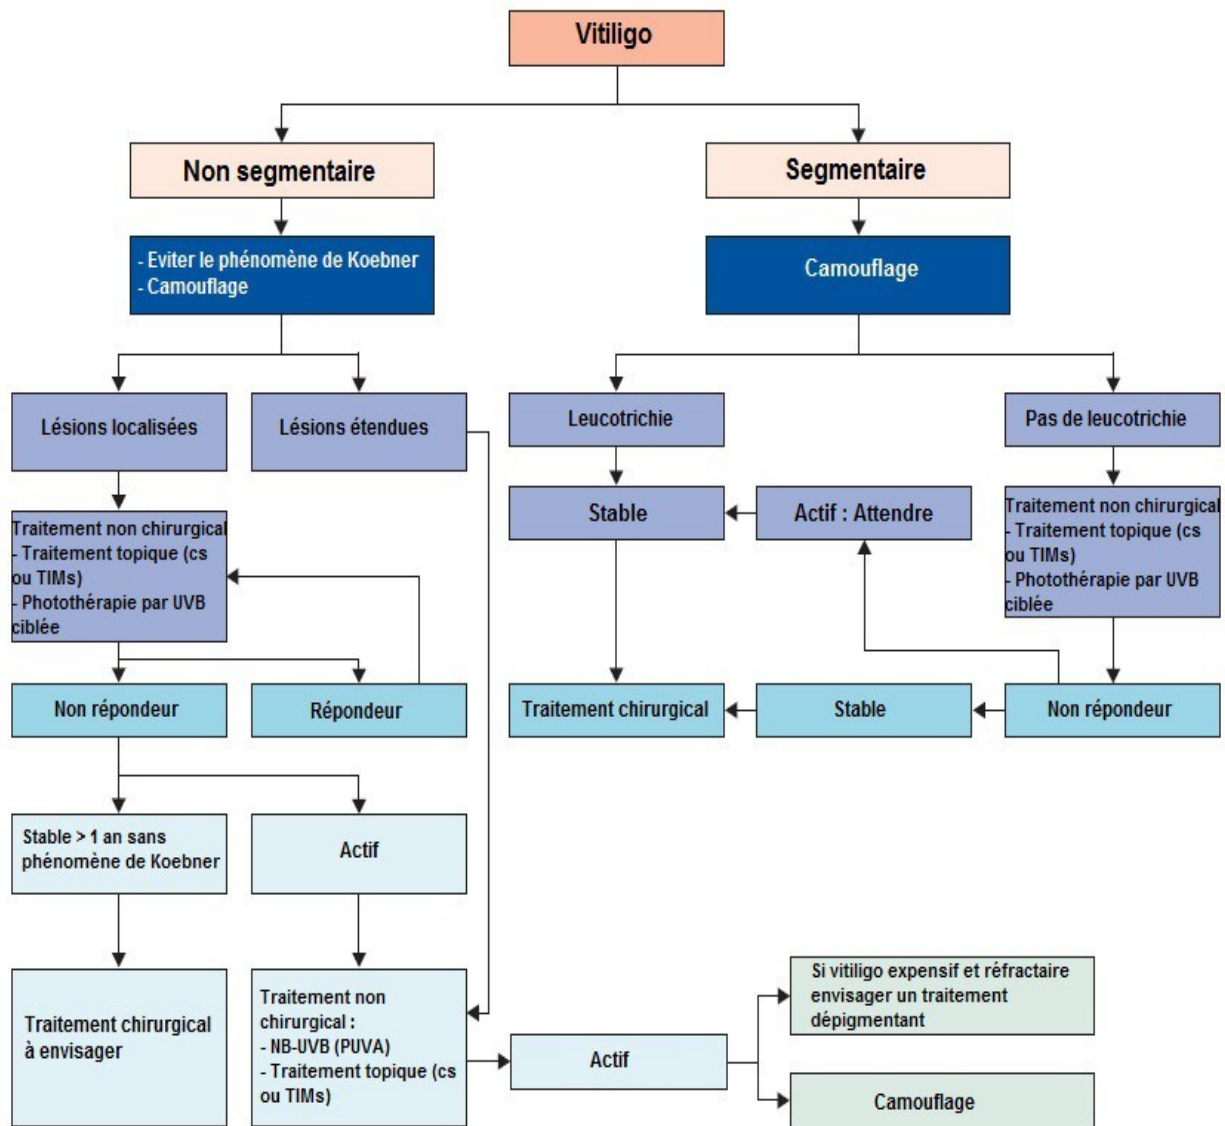 Vitiligo
Non segmentaire
Segmentaire
- Eviter le phénomène de Koebner
- Camouflage
Camouflage
Lésions localisées
Lésions étendues
Leucotrichie
Pas de leucotrichie
Traitement non chirurgical
- Traitement topique (cs
ou TIMs)
- Photothérapie par UVB
ciblée
Stable
Actif : Attendre
Traitement non chirurgical
- Traitement topique (cs
ou TIMs)
- Photothérapie par UVB
ciblée
Non répondeur
Répondeur
Traitement chirurgical
Stable
Non répondeur
Stable > 1 an sans
phénomène de Koebner
Actif
Traitement chirurgical
à envisager
Traitement non
chirurgical :
- NB-UVB (PUVA)
- Traitement topique (cs
ou TIMs)
Actif
Si vitiligo expensif et réfractaire
envisager un traitement
dépigmentant
Camouflage